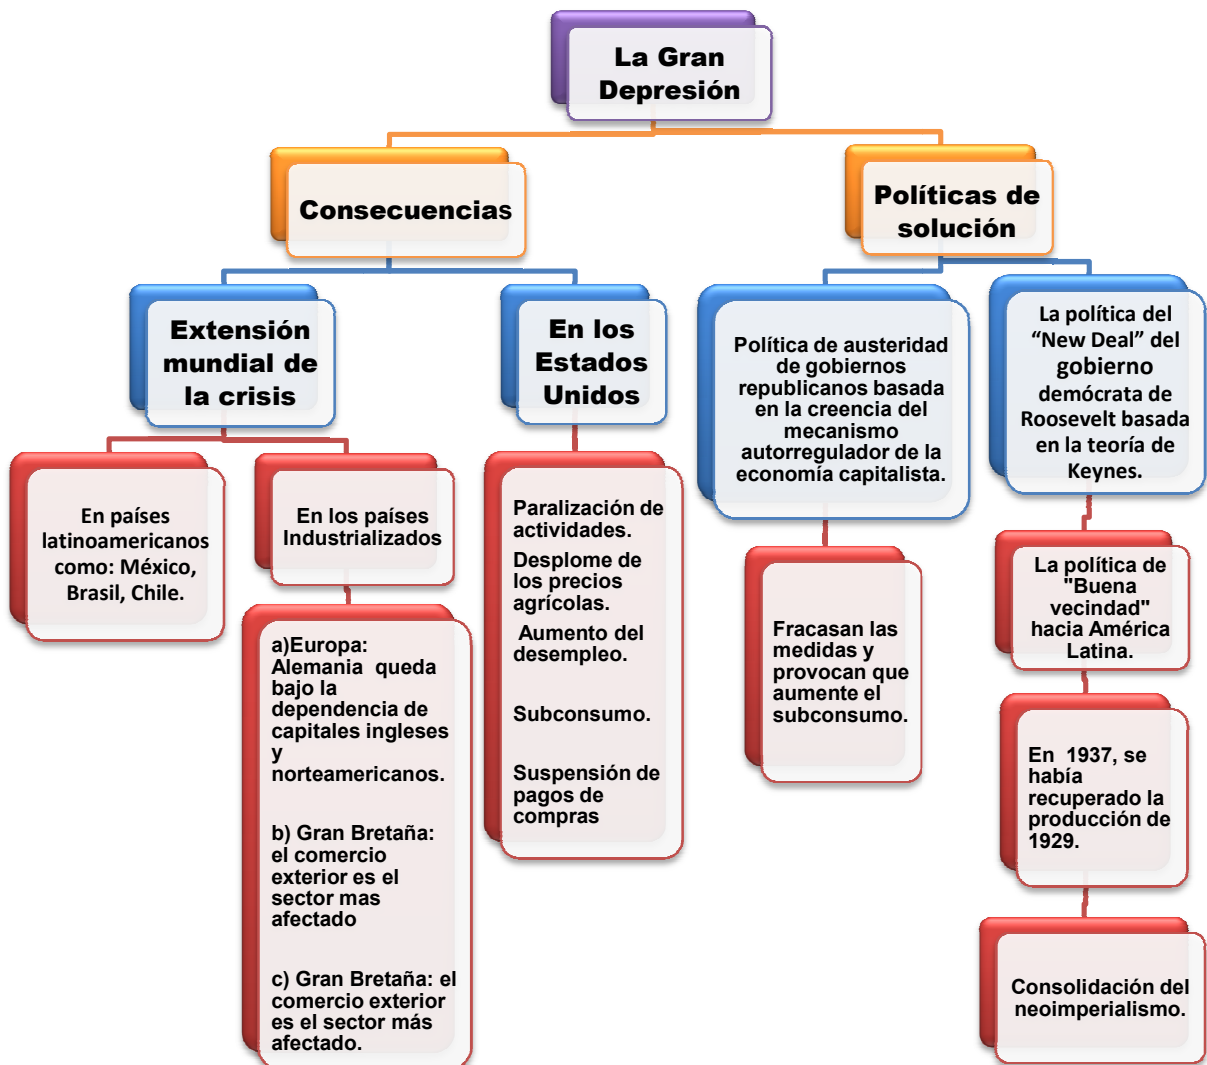 La Gran
Depresión
Consecuencias
Políticas de
solución
Extensión
mundial de
la crisis
En los
Estados
Unidos
Política de austeridad
de gobiernos
republicanos basada
en la creencia del
mecanismo
autorregulador de la
economía capitalista.
La política del
“New Deal” del
gobierno
demócrata de
Roosevelt basada
en la teoría de
Keynes.
En países
latinoamericanos
como: México,
Brasil, Chile.
En los países
Industrializados
a)Europa:
Alemania queda
bajo la
dependencia de
capitales ingleses
y
norteamericanos.
b) Gran Bretaña:
el comercio
exterior es el
sector mas
afectado
c) Gran Bretaña: el
comercio exterior
es el sector más
afectado.
Paralización de
actividades.
Desplome de
los precios
agrícolas.
Aumento del
desempleo.
Subconsumo.
Suspensión de
pagos de
compras
Fracasan las
medidas y
provocan que
aumente el
subconsumo.
La política de
"Buena
vecindad"
hacia América
Latina.
En 1937, se
había
recuperado la
producción de
1929.
Consolidación del
neoimperialismo.